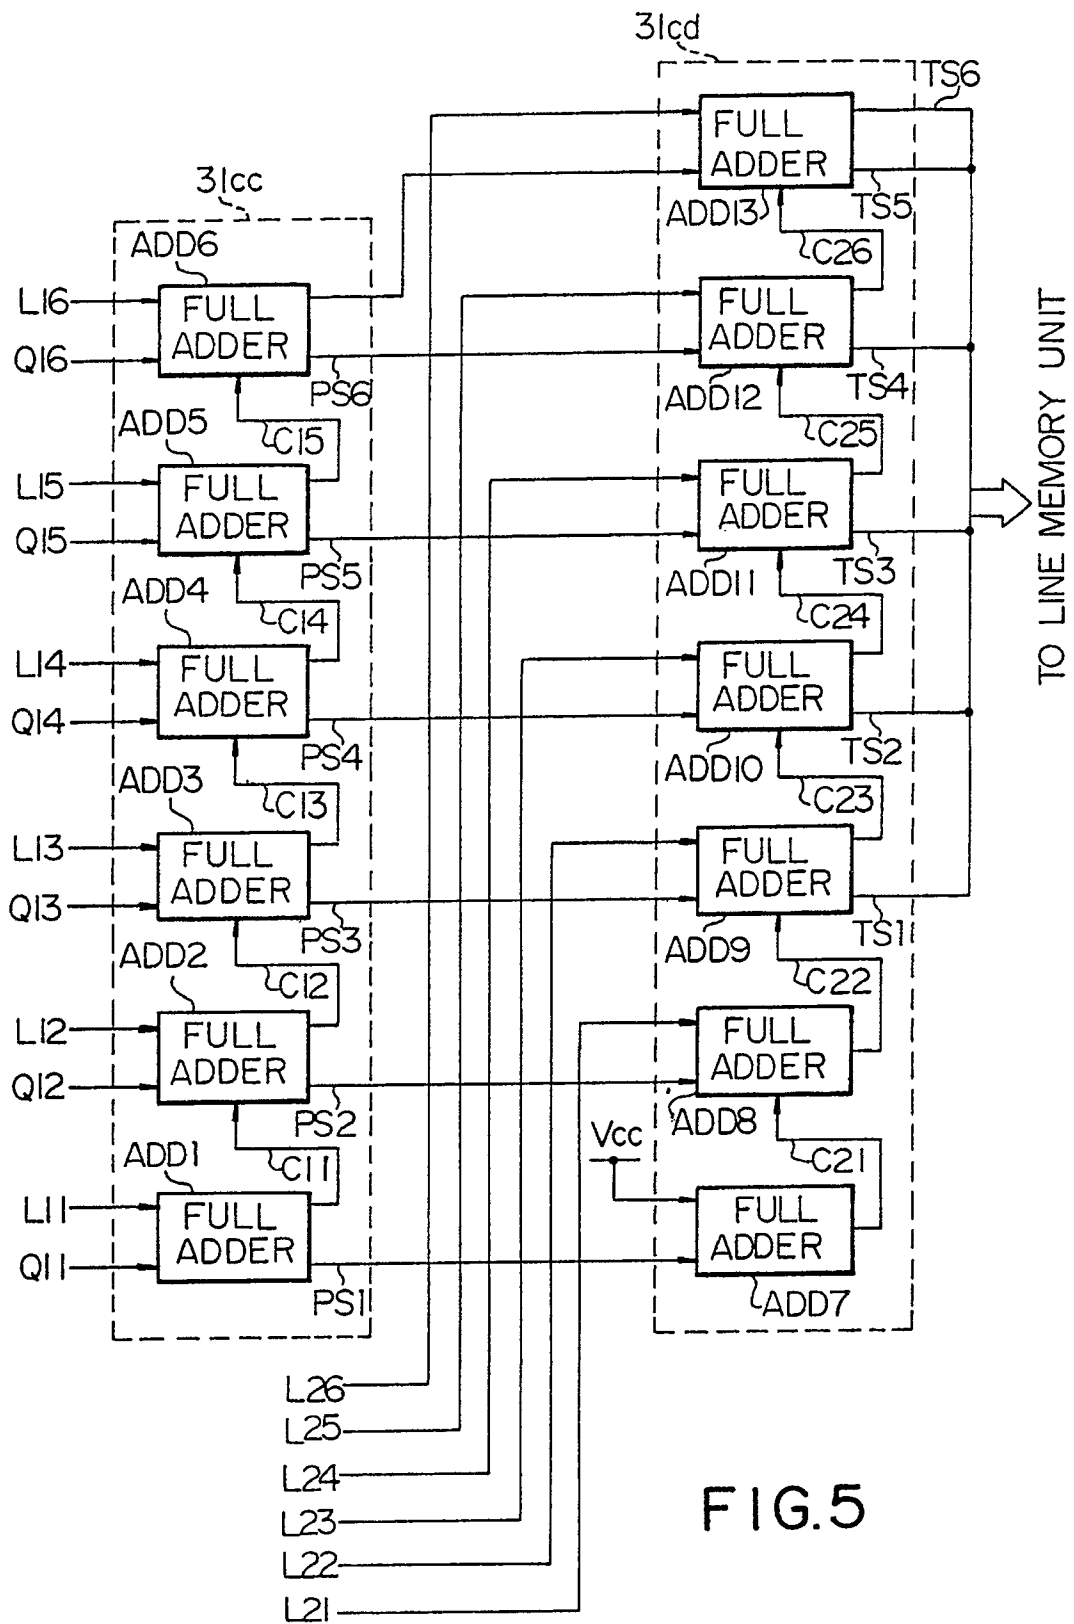 31cd
TS6
FULL
ADDER
31cc
ADD13
TS5
ADD6
C26
L16
FULL
ADDER
FULL
ADDER
Q16
PS6
ADD12
TS4
ADD5
C15
C25
L15
FULL
ADDER
FULL
ADDER
Q15
PS5
ADD11
TS3
ADD4
C14
C24
L14
FULL
ADDER
FULL
ADDER
Q14
PS4
ADD10
TS2
ADD3
C13
C23
L13
FULL
ADDER
FULL
ADDER
Q13
PS3
ADD9
TS1
ADD2
C12
C22
L12
FULL
ADDER
FULL
ADDER
Q12
PS2
ADD8
Vcc
ADD1
C11
C21
L11
FULL
ADDER
FULL
ADDER
Q11
PS1
ADD7
TO LINE MEMORY UNIT
L26
L25
L24
L23
L22
L21
FIG.5